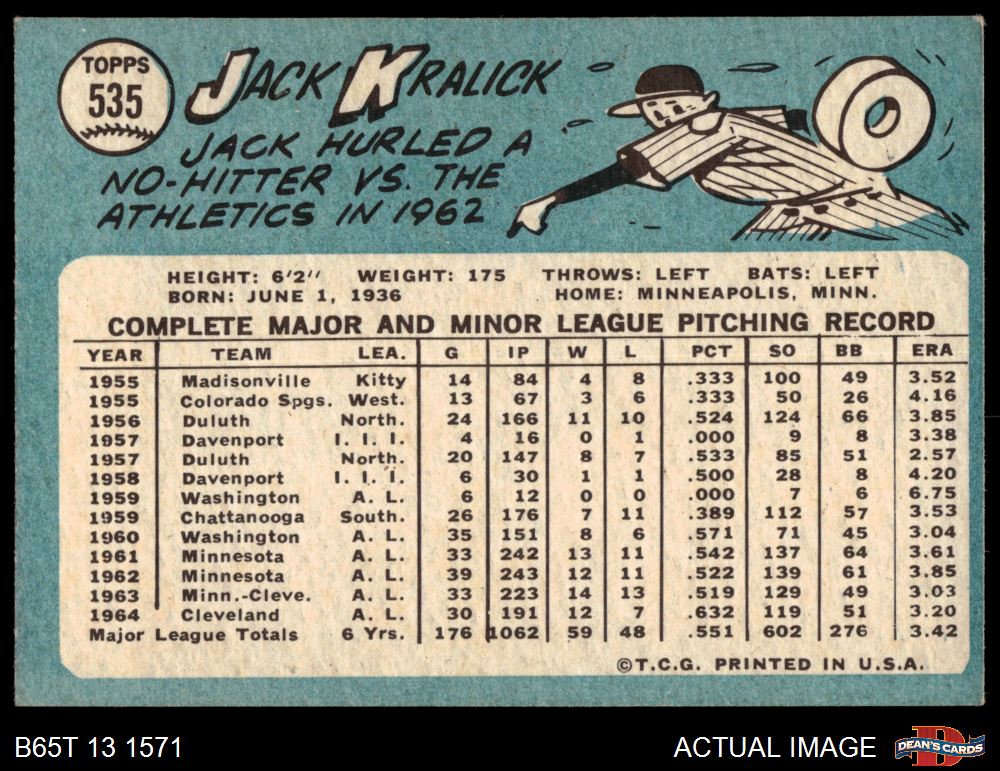 TOPPS
535
JACK KRALICK
JACK HURLED A
NO-HITTER VS. THE
ATHLETICS IN 1962
HEIGHT: 6'2" WEIGHT: 175 THROWS: LEFT BATS: LEFT
BORN: JUNE 1, 1936 HOME: MINNEAPOLIS, MINN.
COMPLETE MAJOR AND MINOR LEAGUE PITCHING RECORD
YEAR TEAM LEA. G IP W L PCT SO BB ERA
1955 Madisonville Kitty 14 84 4 8 .333 100 49 3.52
1955 Colorado Spgs. West. 13 67 3 6 .333 50 26 4.16
1956 Duluth North. 24 166 11 10 .524 124 66 3.85
1957 Davenport I. I. I. 4 16 0 1 .000 9 8 3.38
1957 Duluth North. 20 147 8 7 .533 85 51 2.57
1958 Davenport I. I. I. 6 30 1 1 .500 28 8 4.20
1959 Washington A. L. 6 12 0 0 .000 7 6 6.75
1959 Chattanooga South. 26 176 7 11 .389 112 57 3.53
1960 Washington A. L. 35 151 8 6 .571 71 45 3.04
1961 Minnesota A. L. 33 242 13 11 .542 137 64 3.61
1962 Minnesota A. L. 39 243 12 11 .522 139 61 3.85
1963 Minn.-Cleve. A. L. 33 223 14 13 .519 129 49 3.03
1964 Cleveland A. L. 30 191 12 7 .632 119 51 3.20
Major League Totals 6 Yrs. 176 1062 59 48 .551 602 276 3.42
©T.C.G. PRINTED IN U.S.A.
B65T 13 1571 ACTUAL IMAGE
D
DEAN'S CARDS